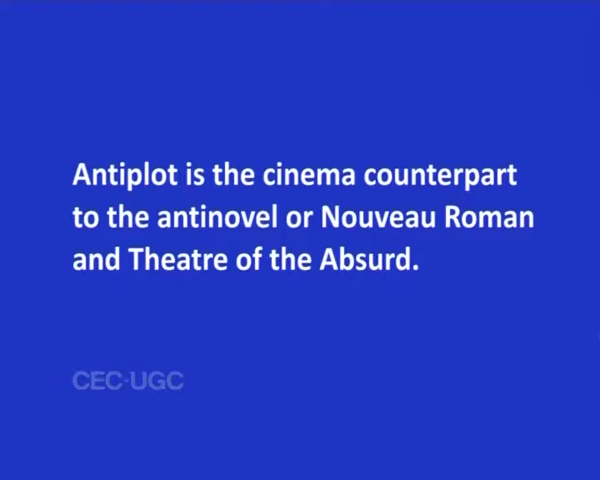 Antiplot is the cinema counterpart
to the antinovel or Nouveau Roman
and Theatre of the Absurd.
CEC-UGC